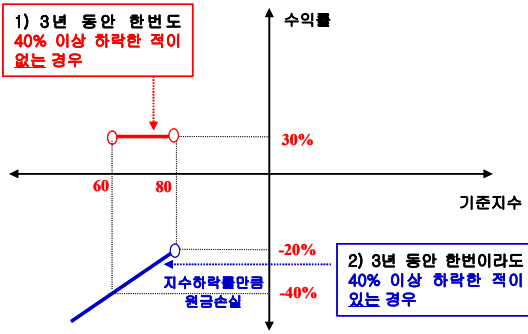 1) 3년 동안 한번도
40% 이상 하락한 적이
없는 경우
수익률
30%
60
80
기준지수
-20%
지수하락률만큼
원금손실
-40%
2) 3년 동안 한번이라도
40% 이상 하락한 적이
있는 경우